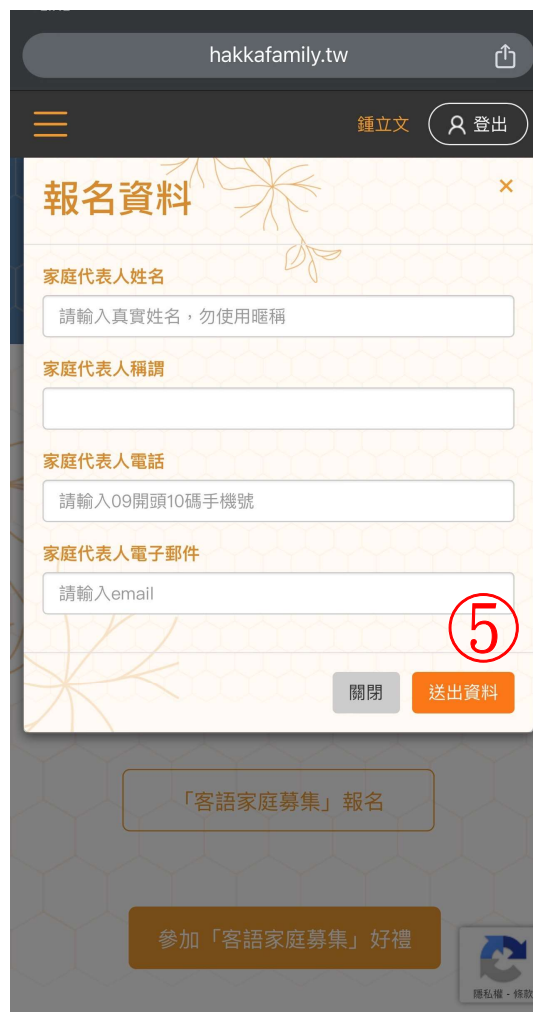 hakkafamily.tw
鍾立文
登出
報名資料
×
家庭代表人姓名
請輸入真實姓名，勿使用暱稱
家庭代表人稱謂
家庭代表人電話
請輸入09開頭10碼手機號
家庭代表人電子郵件
請輸入email
⑤
關閉
送出資料
「客語家庭募集」報名
參加「客語家庭募集」好禮
隱私權 - 條款